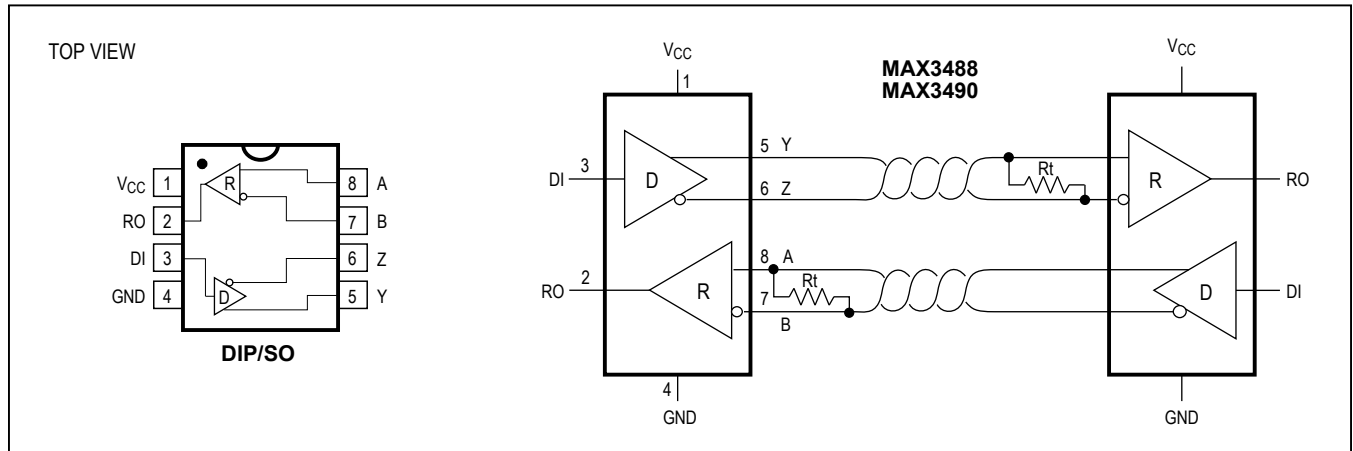 TOP VIEW
VCC 1
RO 2
DI 3
GND 4
R
D
8 A
7 B
6 Z
5 Y
DIP/SO
MAX3488
MAX3490
VCC
1
DI 3
D
5 Y
6 Z
Rt
R
RO
RO 2
R
8 A
7
B
Rt
D
DI
4
GND
VCC
GND